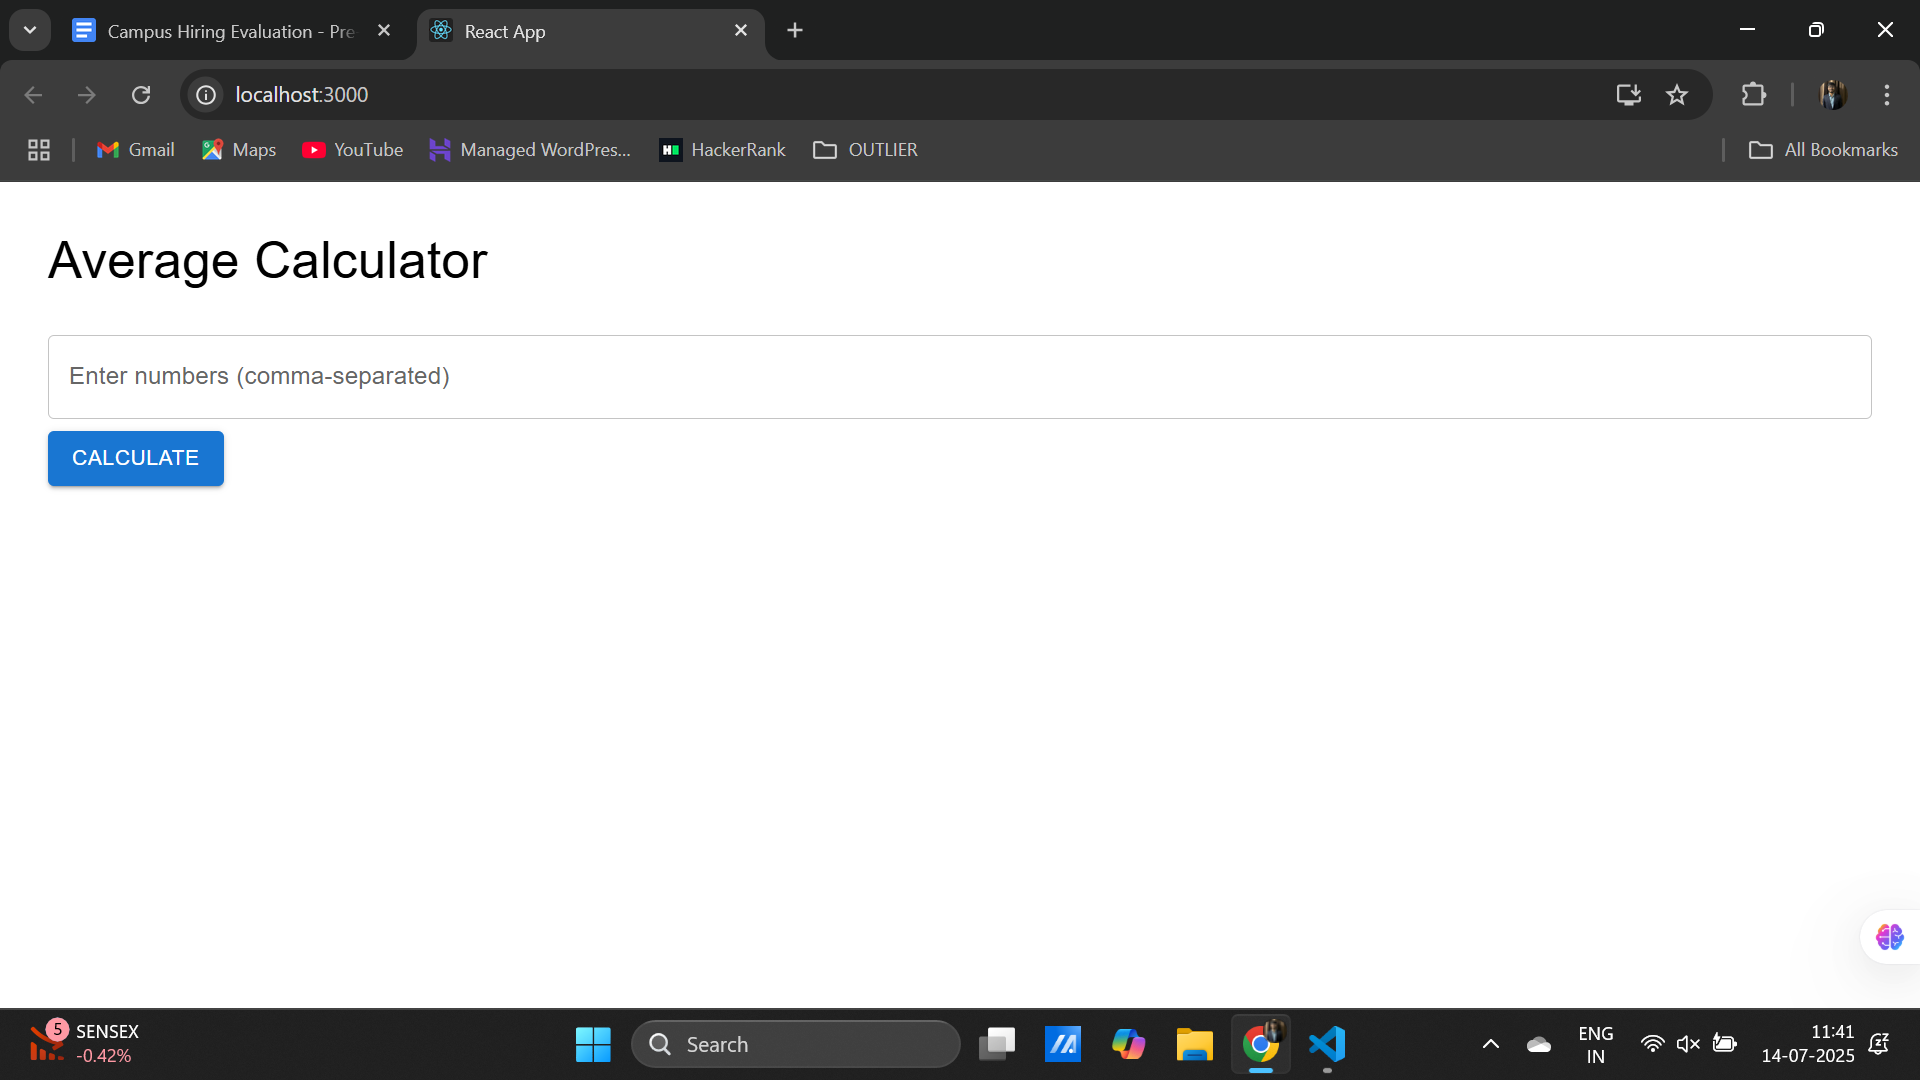 Campus Hiring Evaluation - Pre
React App
localhost:3000
Gmail
Maps
YouTube
Managed WordPres...
HackerRank
OUTLIER
All Bookmarks
Average Calculator
Enter numbers (comma-separated)
CALCULATE
5
SENSEX
-0.42%
Search
ENG
IN
11:41
14-07-2025